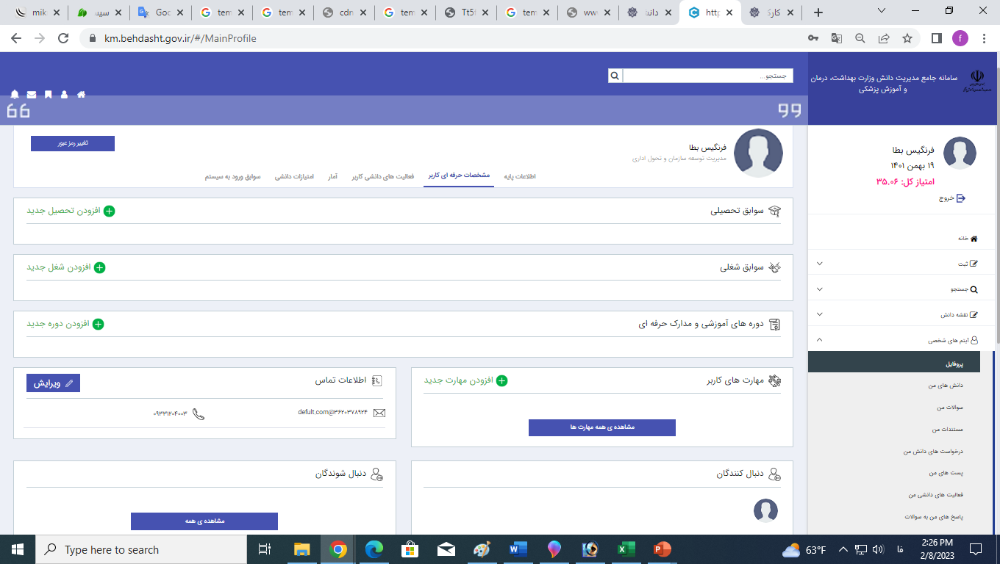 mik
سیس
Goo
tem
tem
cdn
tem
Tt5f
tem
ww
دانش
http
کارک
km.behdasht.gov.ir/#/MainProfile
f
سامانه جامع مدیریت دانش وزارت بهداشت، درمان
و آموزش پزشکی
جستجو...
فرنگیس بطا
۱۹ بهمن ۱۴۰۱
امتیاز کل: ۳۵.۰۶
خروج
خانه
ثبت
جستجو
نقشه دانش
آیتم های شخصی
پروفایل
دانش های من
سوالات من
مستندات من
درخواست های دانش من
پست های من
فعالیت های دانشی من
پاسخ های من به سوالات
تغییر رمز عبور
فرنگیس بطا
مدیریت توسعه سازمان و تحول اداری
اطلاعات پایه
مشخصات حرفه ای کاربر
فعالیت های دانشی کاربر
آمار
امتیازات دانشی
سوابق ورود به سیستم
سوابق تحصیلی
افزودن تحصیل جدید
سوابق شغلی
افزودن شغل جدید
دوره های آموزشی و مدارک حرفه ای
افزودن دوره جدید
مهارت های کاربر
افزودن مهارت جدید
مشاهده ی همه مهارت ها
اطلاعات تماس
ویرایش
defult.com@۳۶۲۰۳۷۸۹۲۴
۰۹۳۳۱۲۰۴۰۰۳
دنبال کنندگان
دنبال شوندگان
مشاهده ی همه
Type here to search
63°F
فا
2:26 PM
2/8/2023